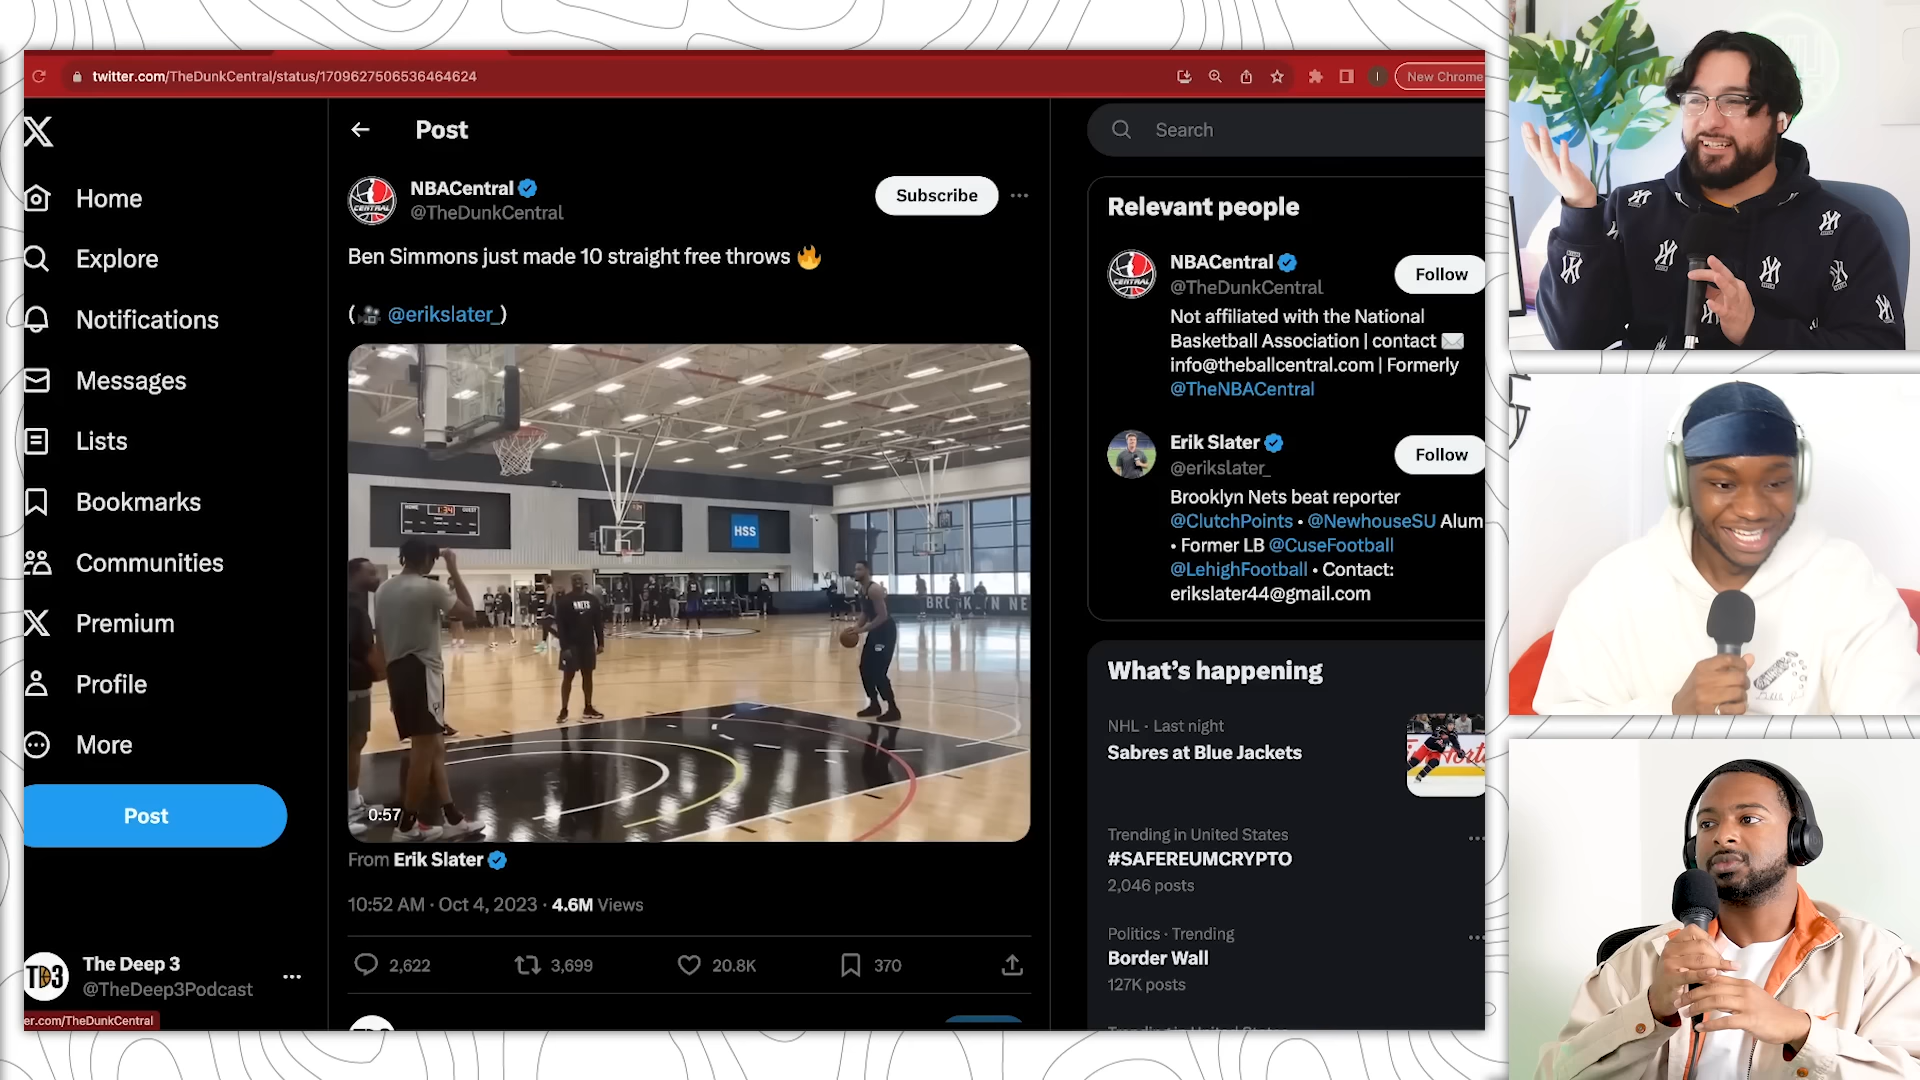 twitter.com/TheDunkCentral/status/1709627506536464624
New Chrome
Home
Explore
Notifications
Messages
Lists
Bookmarks
Communities
Premium
Profile
More
Post
The Deep 3
@TheDeep3Podcast
TD3
er.com/TheDunkCentral
Post
NBACentral
@TheDunkCentral
CENTRAL
Subscribe
Ben Simmons just made 10 straight free throws 🔥
(🎥 @erikslater_)
HSS
NETS
BROOKLYN NE
0:57
From Erik Slater
10:52 AM · Oct 4, 2023 · 4.6M Views
2,622
3,699
20.8K
370
Search
Relevant people
NBACentral
@TheDunkCentral
CENTRAL
Follow
Not affiliated with the National
Basketball Association | contact ✉️
info@theballcentral.com | Formerly
@TheNBACentral
Erik Slater
@erikslater_
Follow
Brooklyn Nets beat reporter
@ClutchPoints • @NewhouseSU Alum
• Former LB @CuseFootball
@LehighFootball • Contact:
erikslater44@gmail.com
What's happening
NHL · Last night
Sabres at Blue Jackets
Trending in United States
#SAFEREUMCRYPTO
2,046 posts
Politics · Trending
Border Wall
127K posts